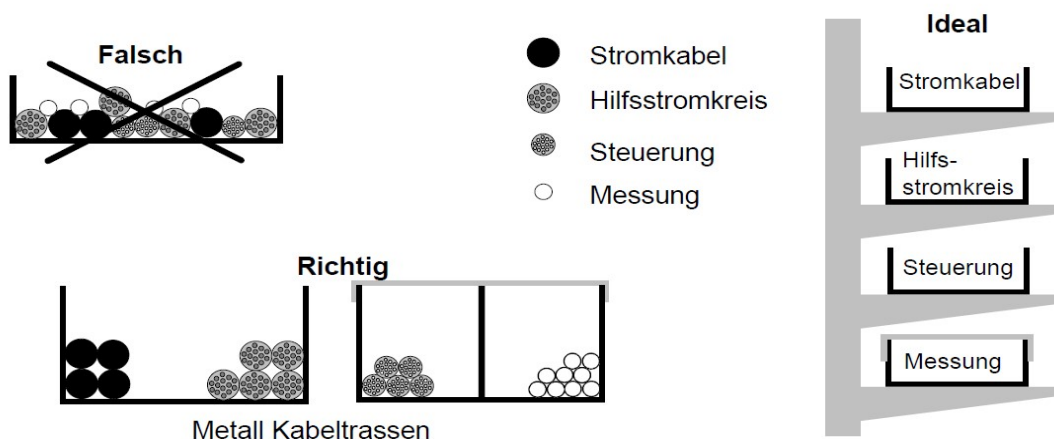 Falsch
Stromkabel
Hilfsstromkreis
Steuerung
Messung
Richtig
Metall Kabeltrassen
Ideal
Stromkabel
Hilfs-
stromkreis
Steuerung
Messung